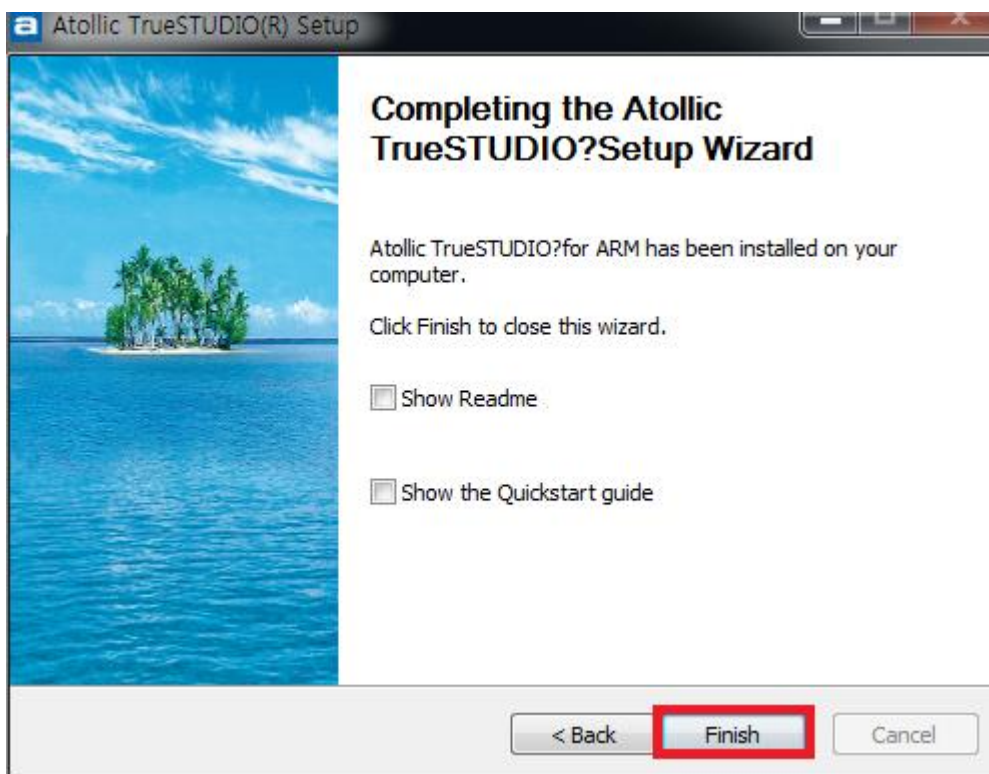 a Atollic TrueSTUDIO(R) Setup
Completing the Atollic
TrueSTUDIO?Setup Wizard
Atollic TrueSTUDIO?for ARM has been installed on your
computer.
Click Finish to close this wizard.
Show Readme
Show the Quickstart guide
< Back Finish Cancel